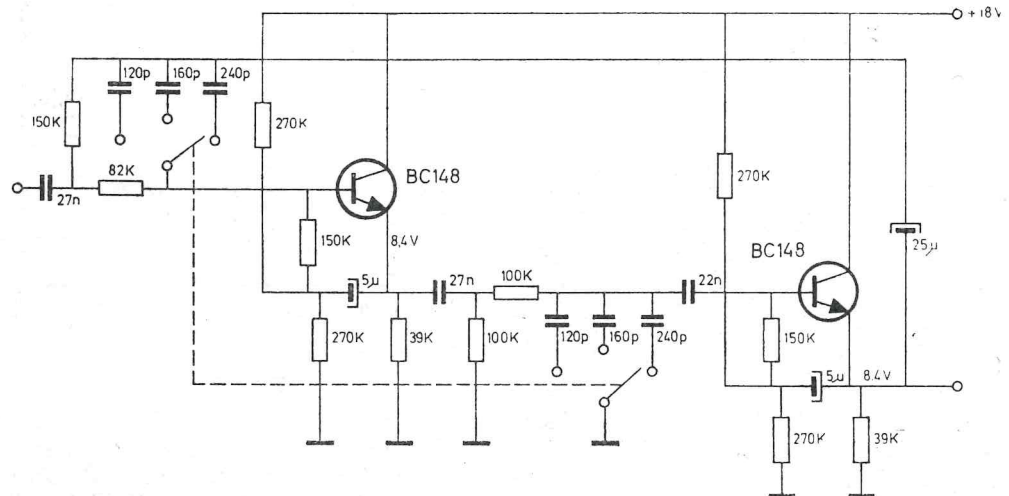 + 18V
120p
160p
240p
150K
270K
82K
BC148
270K
27n
150K
8,4V
25µ
BC148
5µ
27n
100K
22n
270K
39K
100K
120p
160p
240p
150K
5µ
8.4V
270K
39K